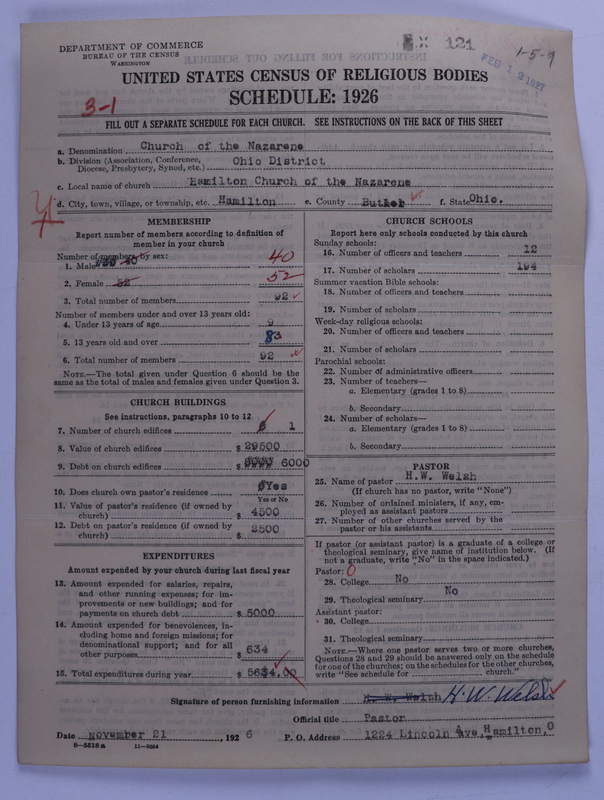 DEPARTMENT OF COMMERCE
BUREAU OF THE CENSUS
WASHINGTON
X 121
FEB 1 2 1927
1-5-9
UNITED STATES CENSUS OF RELIGIOUS BODIES
SCHEDULE: 1926
3-1
FILL OUT A SEPARATE SCHEDULE FOR EACH CHURCH. SEE INSTRUCTIONS ON THE BACK OF THIS SHEET
a. Denomination Church of the Nazarene
b. Division (Association, Conference, Diocese, Presbytery, Synod, etc.) Ohio District
c. Local name of church Hamilton Church of the Nazarene
d. City, town, village, or township, etc. Hamilton e. County Butler f. State Ohio.
MEMBERSHIP
Report number of members according to definition of
member in your church
Number of members by sex:
1. Male 40 40
2. Female 52 52
3. Total number of members 92
Number of members under and over 13 years old:
4. Under 13 years of age 9
5. 13 years old and over 83
6. Total number of members 92
NOTE.—The total given under Question 6 should be
same as the total of males and females given under Question 3.
CHURCH BUILDINGS
See instructions, paragraphs 10 to 12
7. Number of church edifices 1
8. Value of church edifices $ 29500
9. Debt on church edifices $ 6000
10. Does church own pastor's residence Yes
Yes or No
11. Value of pastor's residence (if owned by
church) $ 4500
12. Debt on pastor's residence (if owned by
church) $ 2500
EXPENDITURES
Amount expended by your church during last fiscal year
13. Amount expended for salaries, repairs,
and other running expenses; for im-
provements or new buildings; and for
payments on church debt $ 5000
14. Amount expended for benevolences, in-
cluding home and foreign missions; for
denominational support; and for all
other purposes $ 634
15. Total expenditures during year $ 5634.00
CHURCH SCHOOLS
Report here only schools conducted by this church
Sunday schools:
16. Number of officers and teachers 12
17. Number of scholars 194
Summer vacation Bible schools:
18. Number of officers and teachers
19. Number of scholars
Week-day religious schools:
20. Number of officers and teachers
21. Number of scholars
Parochial schools:
22. Number of administrative officers
23. Number of teachers—
a. Elementary (grades 1 to 8)
b. Secondary
24. Number of scholars—
a. Elementary (grades 1 to 8)
b. Secondary
PASTOR
25. Name of pastor H.W. Welsh
(If church has no pastor, write "None")
26. Number of ordained ministers, if any, em-
ployed as assistant pastors
27. Number of other churches served by the
pastor or his assistants
If pastor (or assistant pastor) is a graduate of a college or
theological seminary, give name of institution below. (If
not a graduate, write "No" in the space indicated.)
Pastor: 0
28. College No
29. Theological seminary No
Assistant pastor:
30. College
31. Theological seminary
NOTE.—Where one pastor serves two or more churches,
Questions 28 and 29 should be answered only on the schedule
for one of the churches; on the schedules for the other churches,
write "See schedule for church."
Signature of person furnishing information H. W. Welsh H. W. Welsh
Official title Pastor
Date November 21, 1926 P. O. Address 1224 Lincoln Ave, Hamilton, O
8-5518a 11-9064